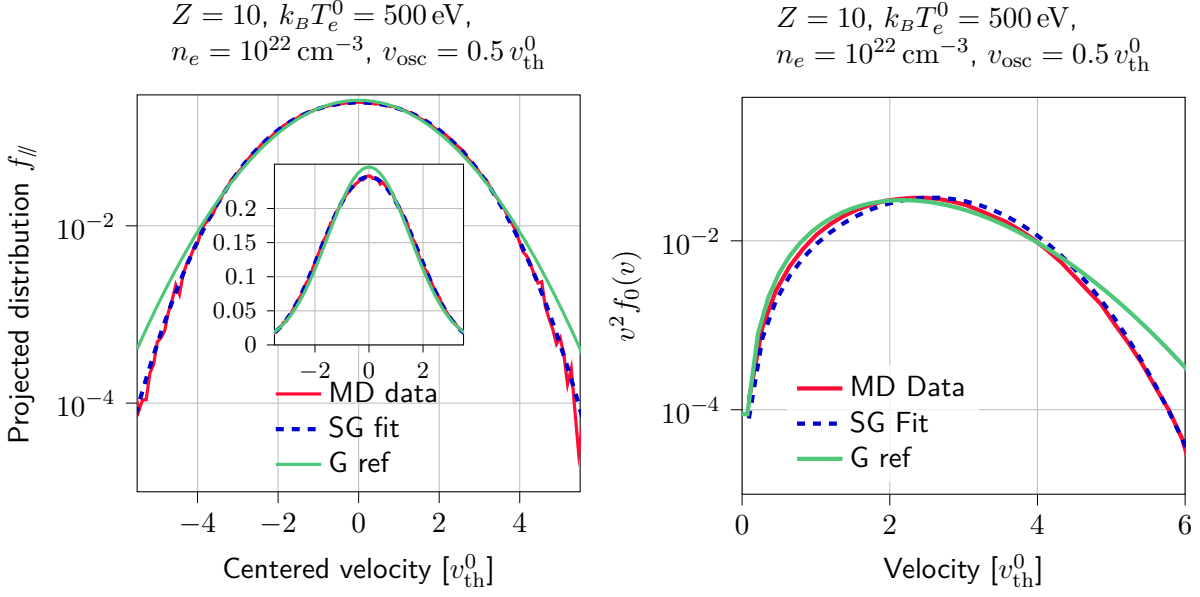 Z = 10, k_B T_e^0 = 500 eV,
n_e = 10^22 cm^−3, v_osc = 0.5 v_th^0
Projected distribution f_//
10^−2
10^−4
0.2
0.15
0.1
0.05
0
−2
0
2
MD data
SG fit
G ref
−4
−2
0
2
4
Centered velocity [v_th^0]
Z = 10, k_B T_e^0 = 500 eV,
n_e = 10^22 cm^−3, v_osc = 0.5 v_th^0
v^2 f_0(v)
10^−2
10^−4
MD Data
SG Fit
G ref
0
2
4
6
Velocity [v_th^0]